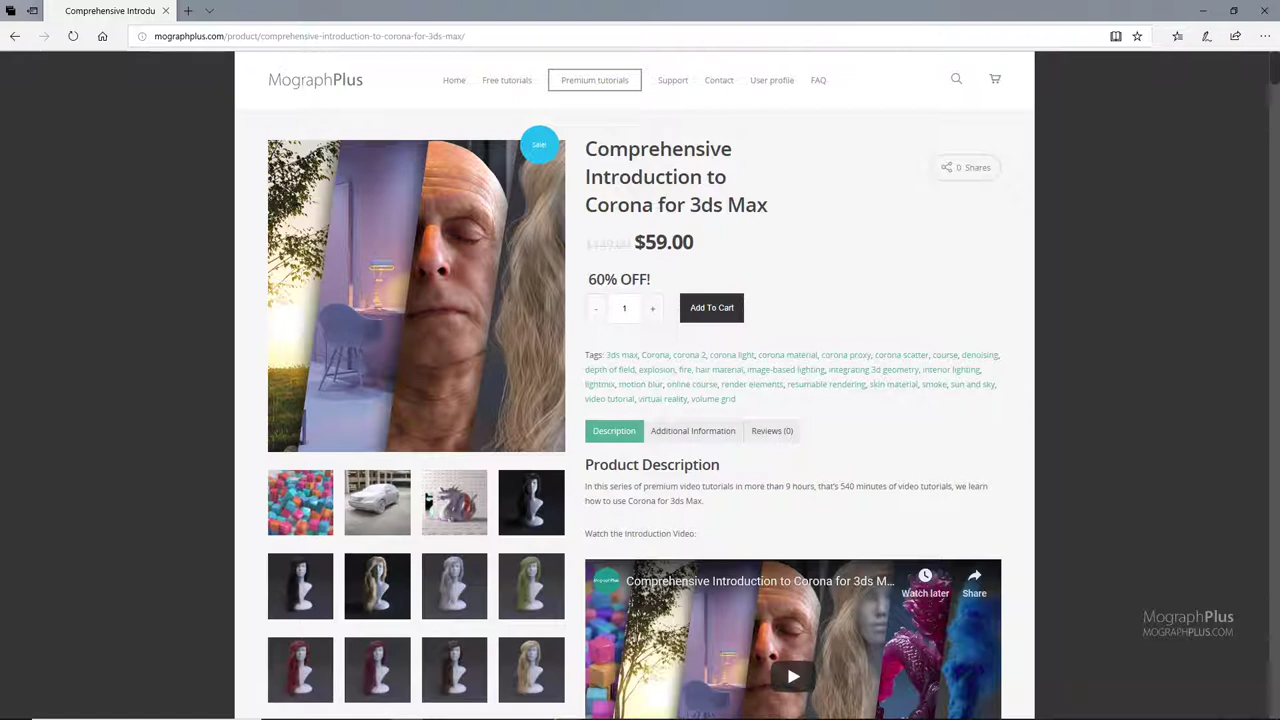 Comprehensive Introdu
mographplus.com/product/comprehensive-introduction-to-corona-for-3ds-max/
MographPlus
Home
Free tutorials
Premium tutorials
Support
Contact
User profile
FAQ
Sale!
Comprehensive
Introduction to
Corona for 3ds Max
0 Shares
$149.00 $59.00
60% OFF!
- 1 +
Add To Cart
Tags: 3ds max, Corona, corona 2, corona light, corona material, corona proxy, corona scatter, course, denoising,
depth of field, explosion, fire, hair material, image-based lighting, integrating 3d geometry, interior lighting,
lightmix, motion blur, online course, render elements, resumable rendering, skin material, smoke, sun and sky,
video tutorial, virtual reality, volume grid
Description
Additional Information
Reviews (0)
Product Description
In this series of premium video tutorials in more than 9 hours, that's 540 minutes of video tutorials, we learn
how to use Corona for 3ds Max.
Watch the Introduction Video:
Comprehensive Introduction to Corona for 3ds M...
Watch later
Share
MographPlus
MOGRAPHPLUS.COM